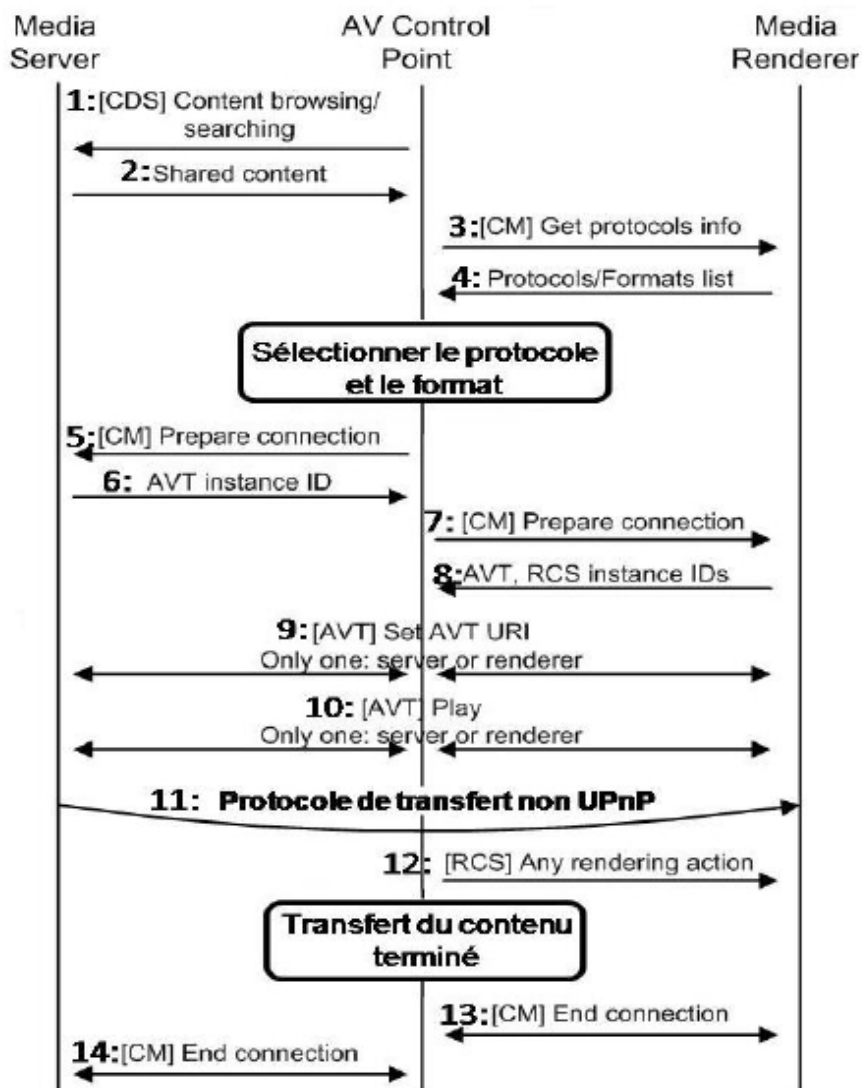 Media
Server
AV Control
Point
Media
Renderer
1:[CDS] Content browsing/
searching
2:Shared content
3:[CM] Get protocols info
4: Protocols/Formats list
Sélectionner le protocole
et le format
5:[CM] Prepare connection
6: AVT instance ID
7: [CM] Prepare connection
8:AVT, RCS instance IDs
9:[AVT] Set AVT URI
Only one: server or renderer
10: [AVT] Play
Only one: server or renderer
11: Protocole de transfert non UPnP
12: [RCS] Any rendering action
Transfert du contenu
terminé
13:[CM] End connection
14:[CM] End connection